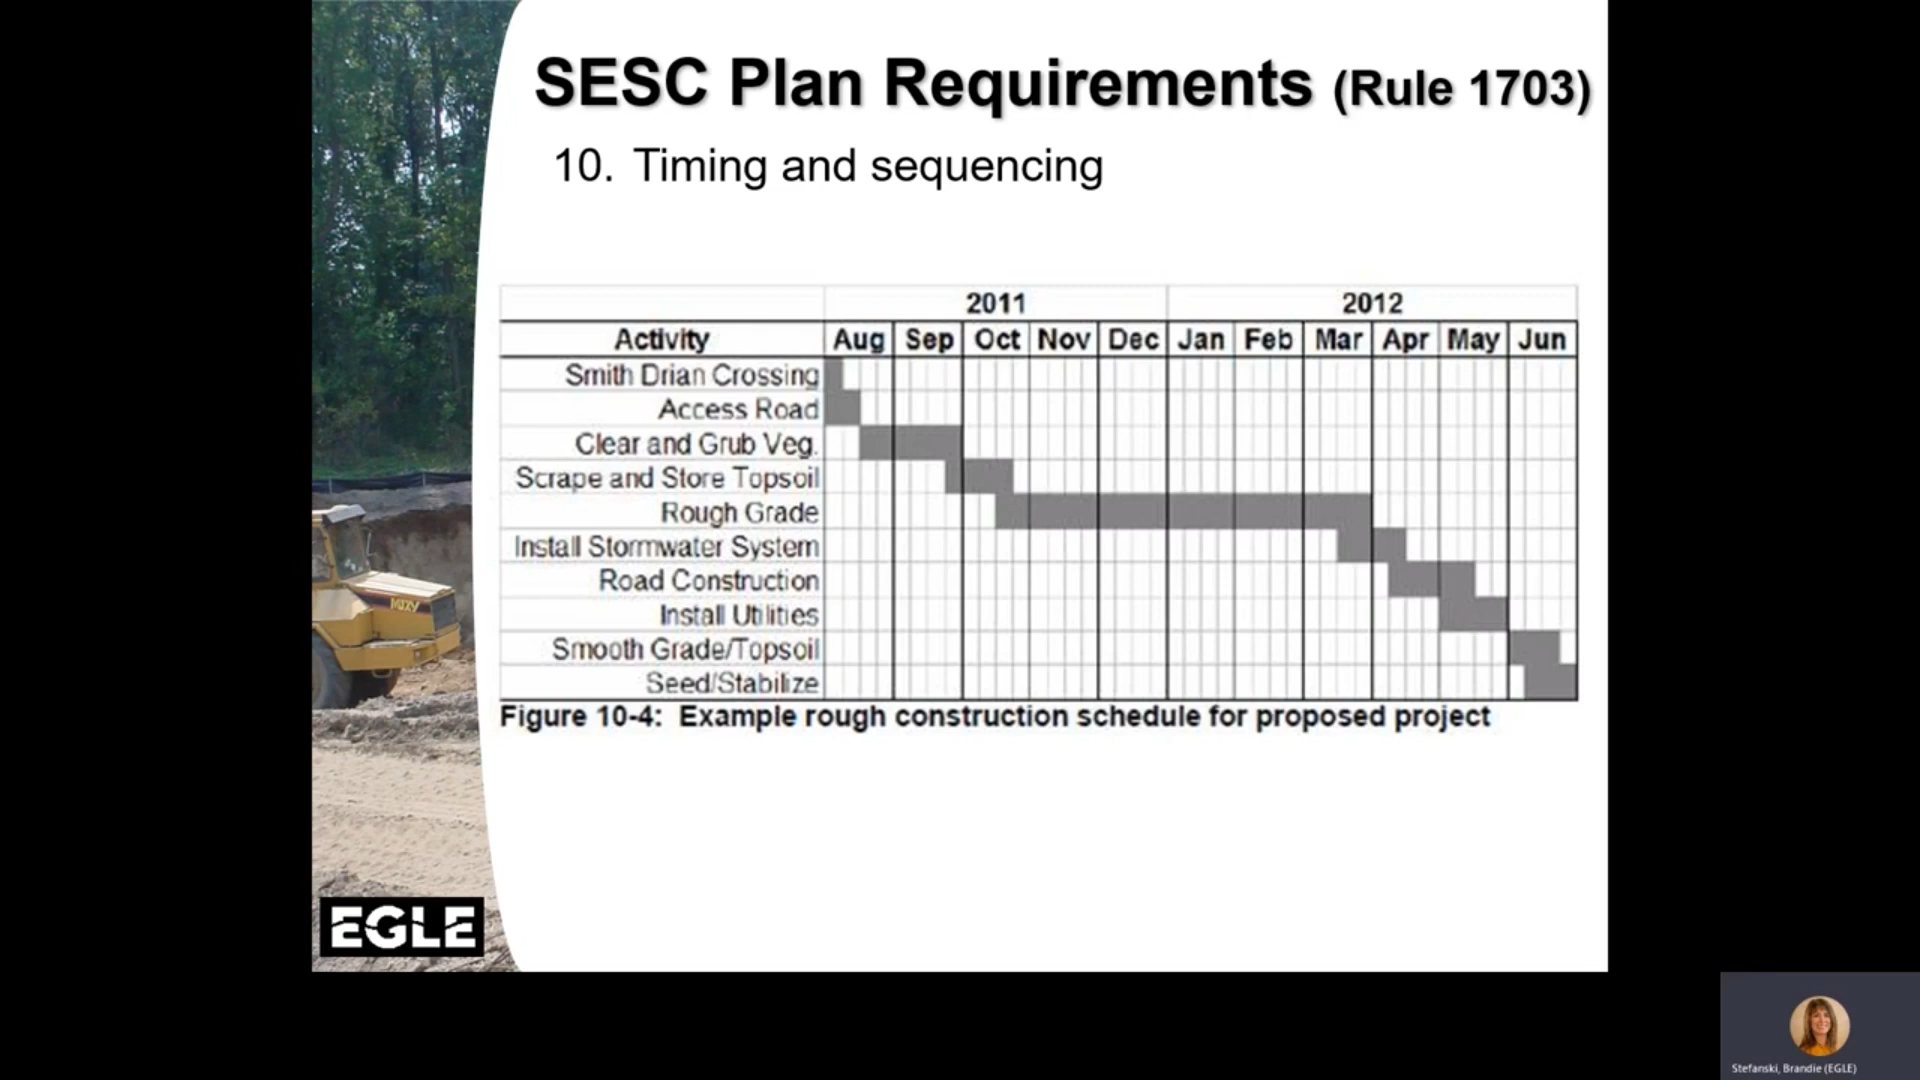 SESC Plan Requirements (Rule 1703)
10. Timing and sequencing
2011 2012
Activity Aug Sep Oct Nov Dec Jan Feb Mar Apr May Jun
Smith Drian Crossing
Access Road
Clear and Grub Veg.
Scrape and Store Topsoil
Rough Grade
Install Stormwater System
Road Construction
Install Utilities
Smooth Grade/Topsoil
Seed/Stabilize
Figure 10-4: Example rough construction schedule for proposed project
EGLE
Stefanski, Brandie (EGLE)